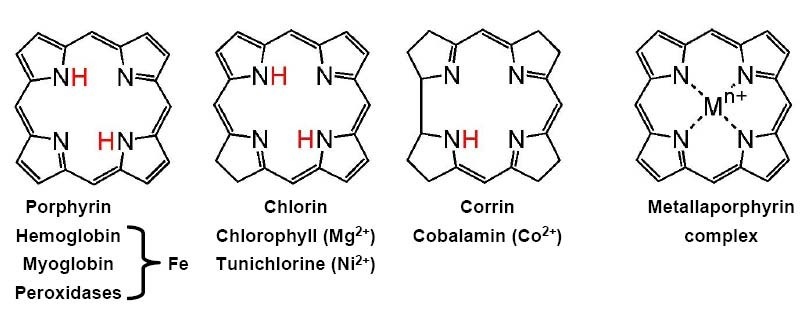 NH N
N HN
Porphyrin
Hemoglobin
Myoglobin
Peroxidases
Fe
NH N
N HN
Chlorin
Chlorophyll (Mg²⁺)
Tunichlorine (Ni²⁺)
N N
NH N
Corrin
Cobalamin (Co²⁺)
N N
Mⁿ⁺
N N
Metallaporphyrin
complex